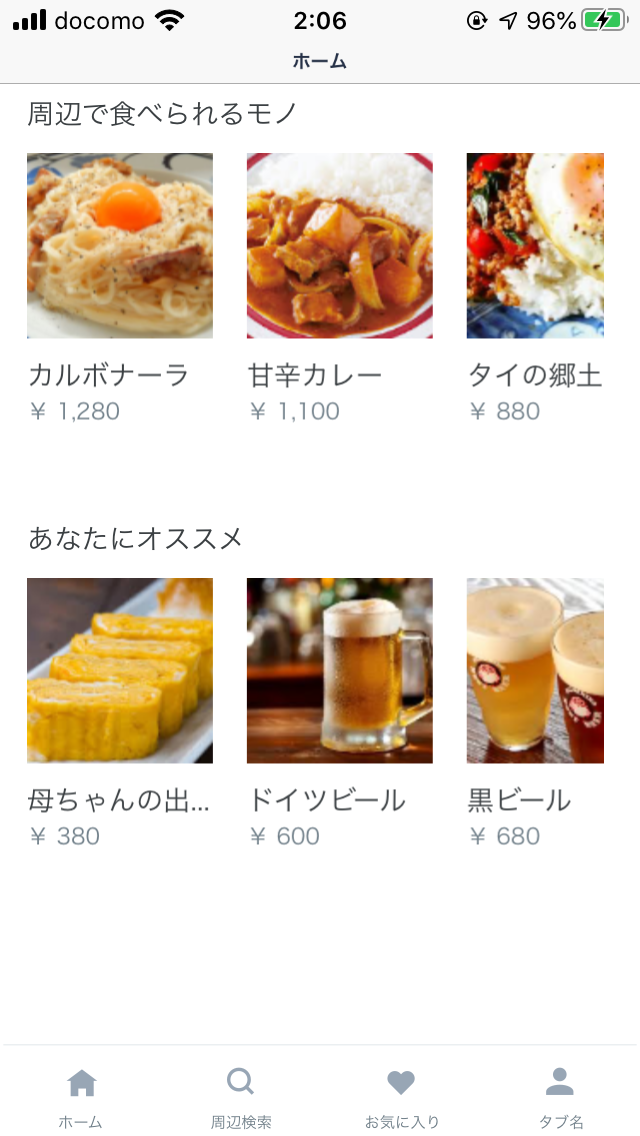 docomo 2:06 96%
ホーム
周辺で食べられるモノ
カルボナーラ 甘辛カレー タイの郷土
¥ 1,280 ¥ 1,100 ¥ 880
あなたにオススメ
母ちゃんの出... ドイツビール 黒ビール
¥ 380 ¥ 600 ¥ 680
ホーム 周辺検索 お気に入り タブ名